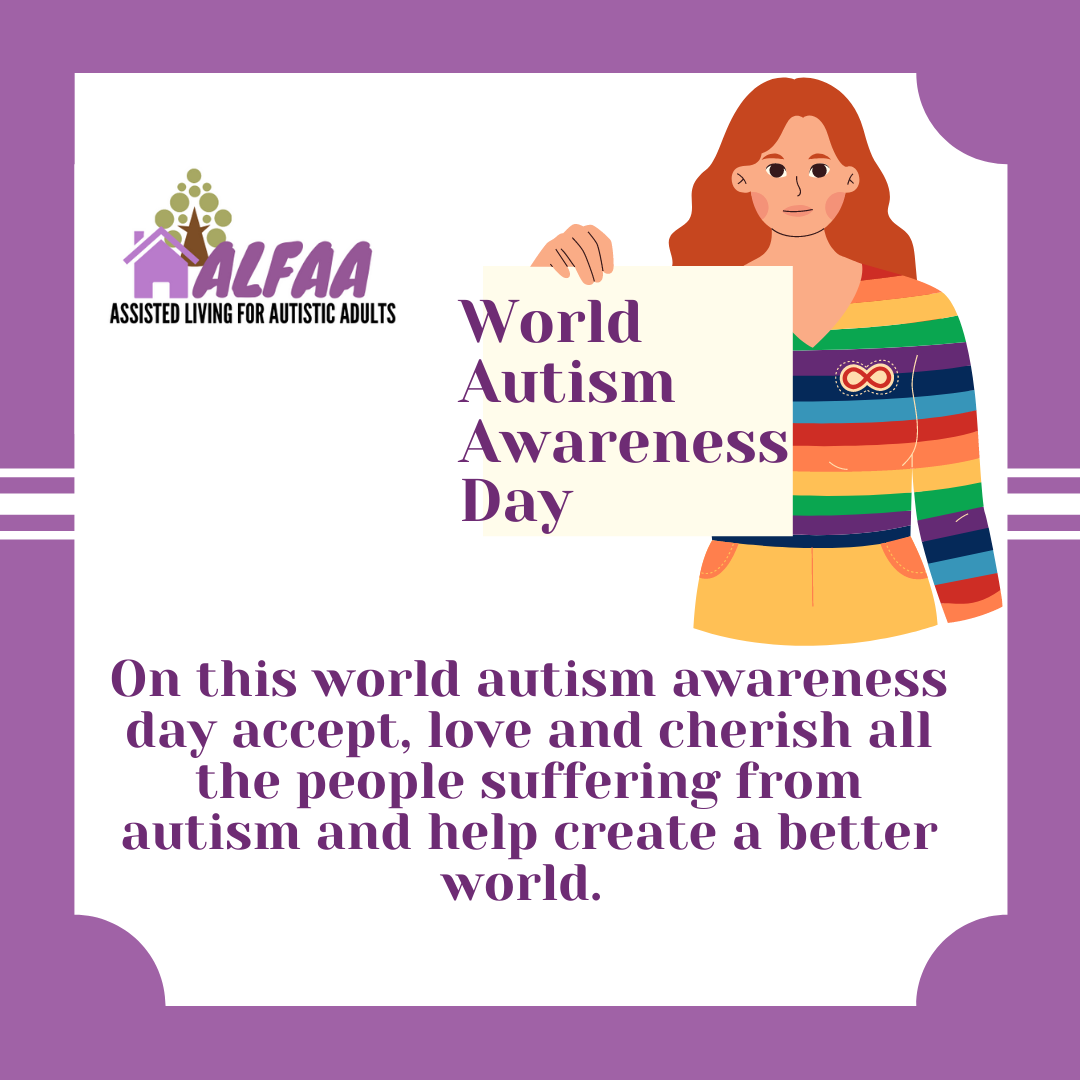 ALFAA
ASSISTED LIVING FOR AUTISTIC ADULTS
World
Autism
Awareness
Day
On this world autism awareness
day accept, love and cherish all
the people suffering from
autism and help create a better
world.